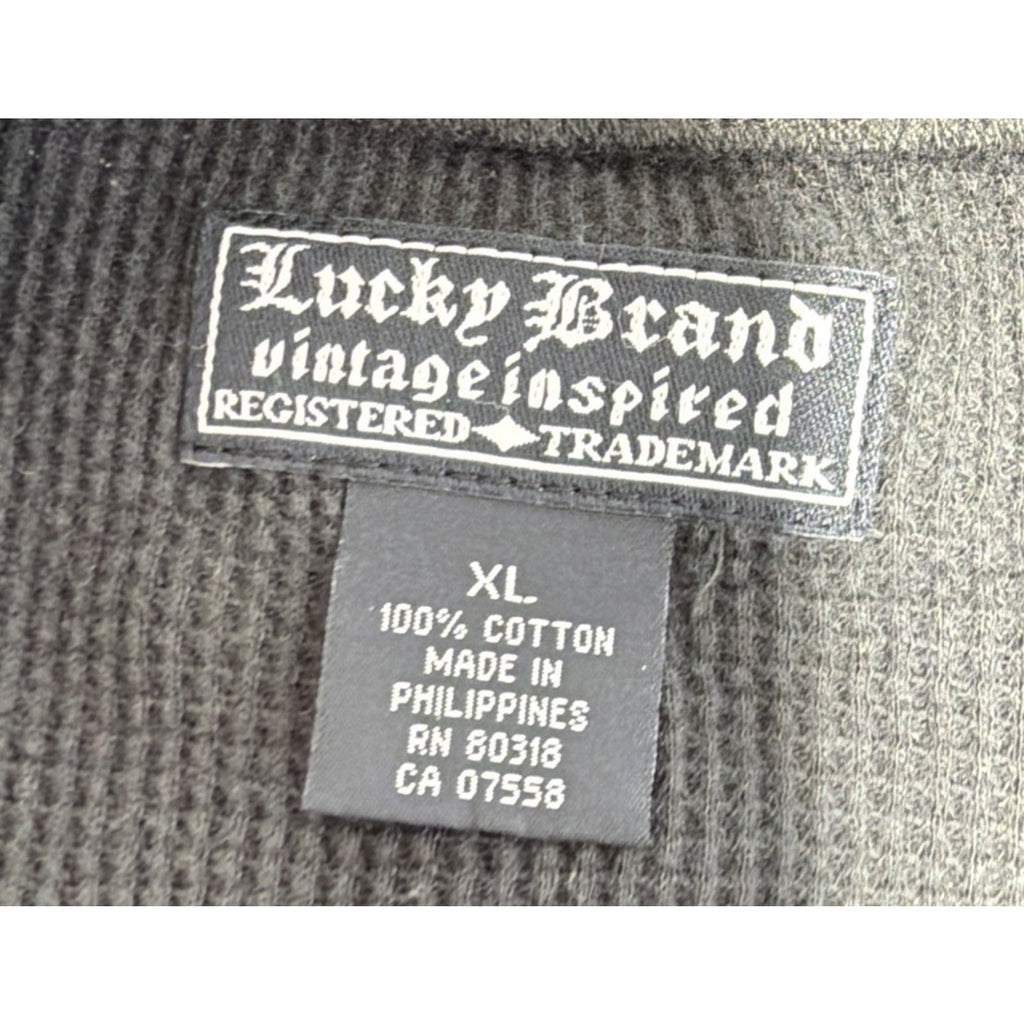 Lucky Brand
vintage inspired
REGISTERED TRADEMARK
XL
100% COTTON
MADE IN
PHILIPPINES
RN 80318
CA 07558